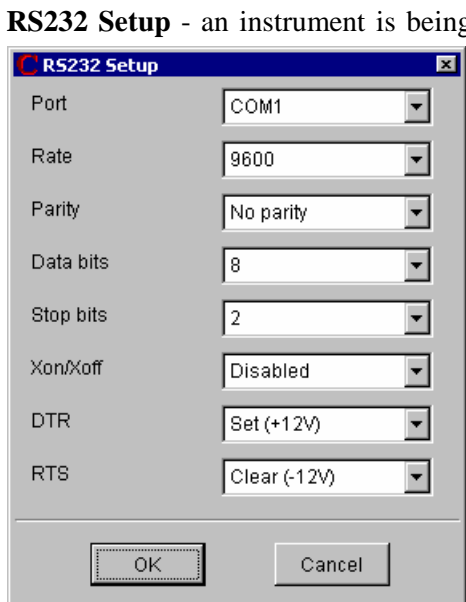 RS232 Setup - an instrument is being
RS232 Setup
Port COM1
Rate 9600
Parity No parity
Data bits 8
Stop bits 2
Xon/Xoff Disabled
DTR Set (+12V)
RTS Clear (-12V)
OK Cancel